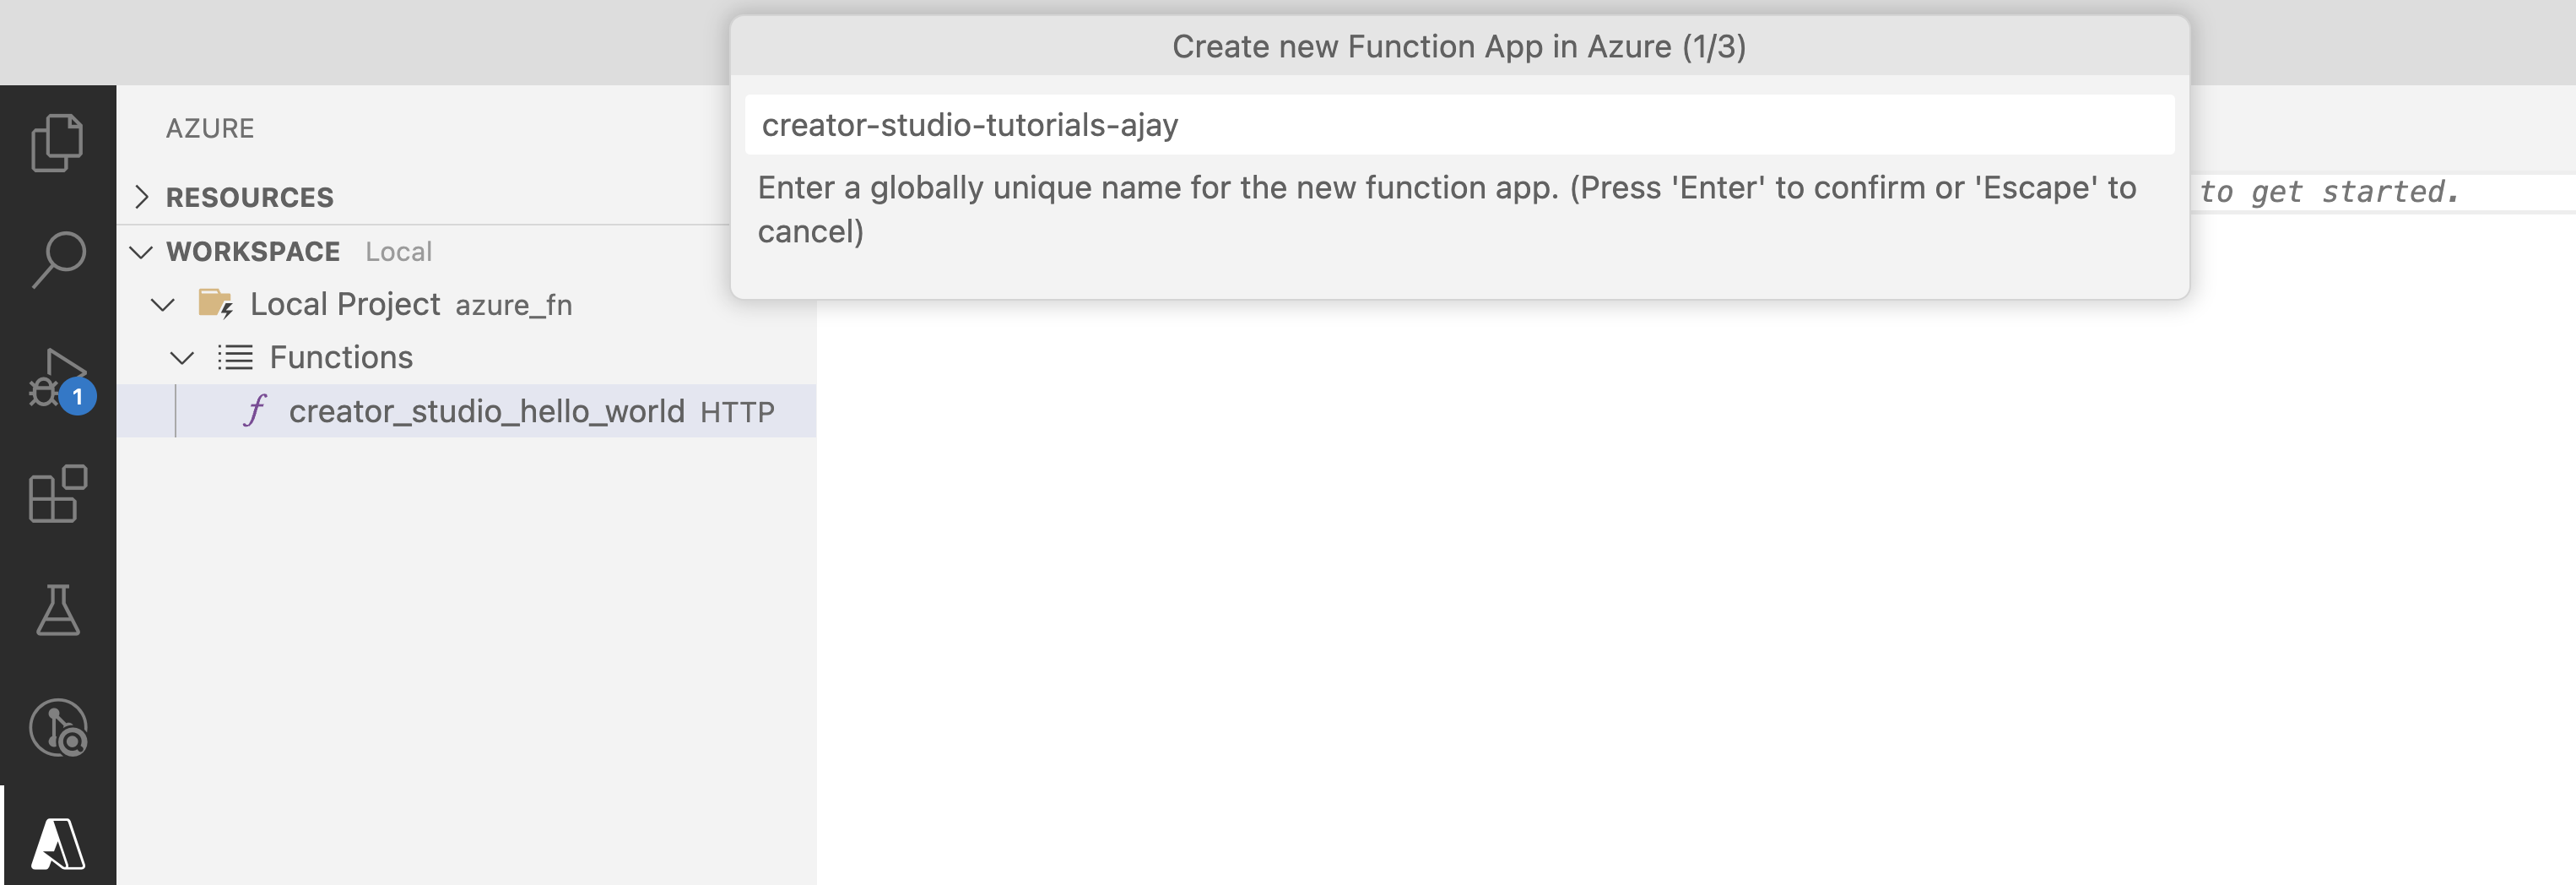 Create new Function App in Azure (1/3)
creator-studio-tutorials-ajay
Enter a globally unique name for the new function app. (Press 'Enter' to confirm or 'Escape' to
cancel)
to get started.
AZURE
RESOURCES
WORKSPACE Local
Local Project azure_fn
Functions
f creator_studio_hello_world HTTP
1